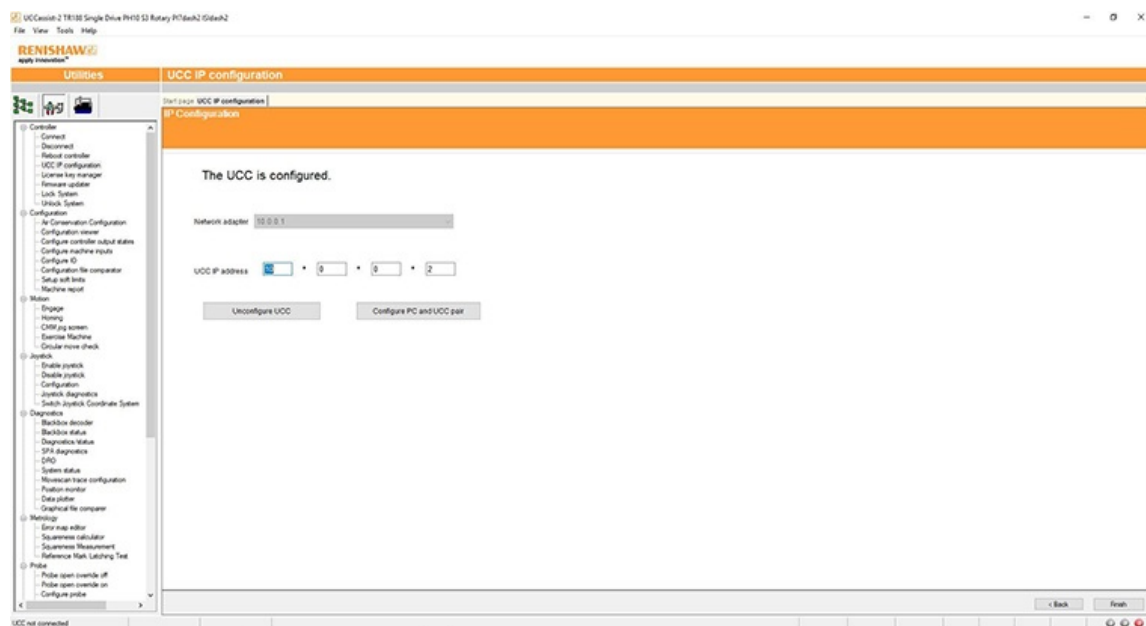 UCCassist-2 TR100 Single Drive PH10 S3 Rotary PI7dash2 ISldash2
File View Tools Help
RENISHAW
apply innovation™
Utilities
UCC IP configuration
Start page UCC IP configuration
IP Configuration
Controller
Connect
Disconnect
Reboot controller
UCC IP configuration
License key manager
Firmware updater
Lock System
Unlock System
Configuration
Air Conservation Configuration
Configuration viewer
Configure controller output states
Configure machine inputs
Configure IO
Configuration file comparator
Setup soft limits
Machine report
Motion
Engage
Homing
CMM jog screen
Exercise Machine
Circular move check
Joystick
Enable joystick
Disable joystick
Configuration
Joystick diagnostics
Switch Joystick Coordinate System
Diagnostics
Blackbox decoder
Blackbox status
Diagnostics/status
SPA diagnostics
DRO
System status
Movescan trace configuration
Position monitor
Data plotter
Graphical file comparer
Metrology
Error map editor
Squareness calculator
Squareness Measurement
Reference Mark Latching Test
Probe
Probe open override off
Probe open override on
Configure probe
The UCC is configured.
Network adapter 10.0.0.1
UCC IP address 10 . 0 . 0 . 2
Unconfigure UCC Configure PC and UCC pair
< Back Finish
UCC not connected